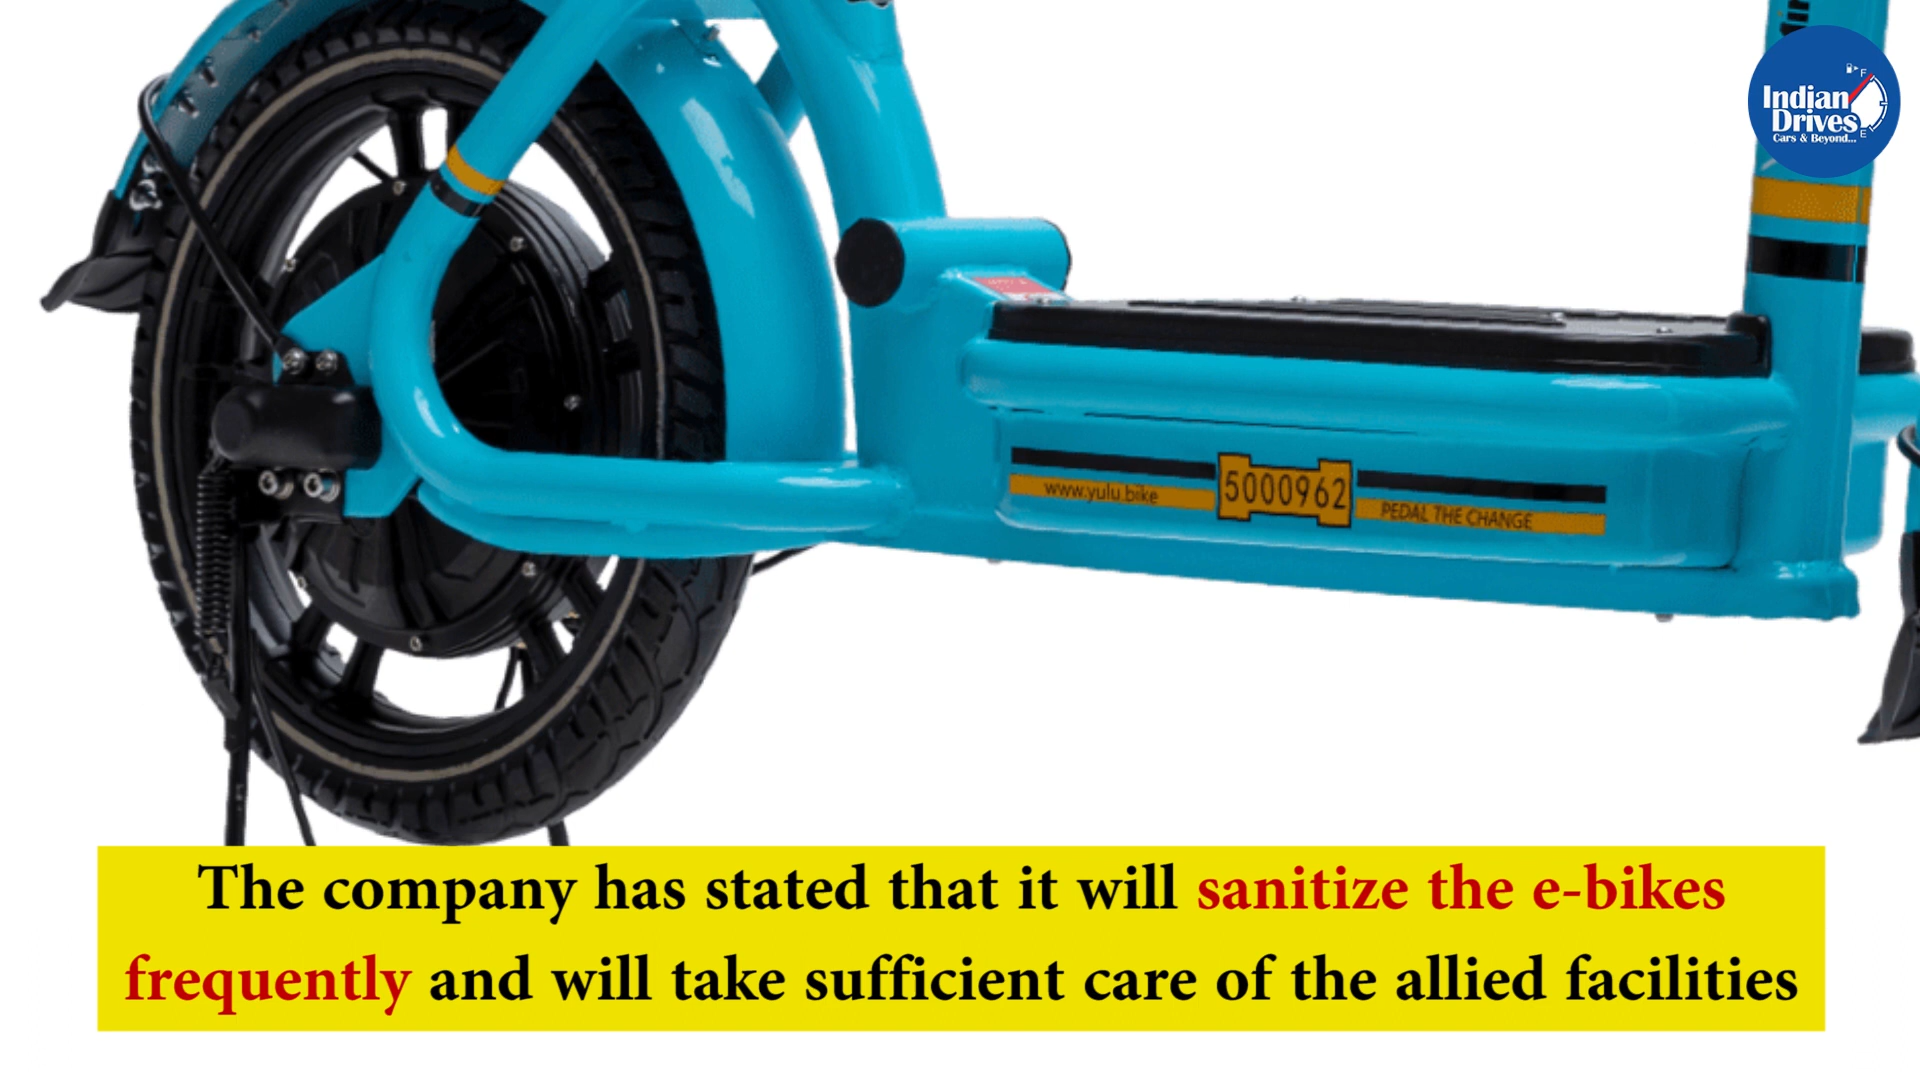 Indian
Drives
Cars & Beyond...
F
E
www.yulu.bike
5000962
PEDAL THE CHANGE
The company has stated that it will sanitize the e-bikes
frequently and will take sufficient care of the allied facilities